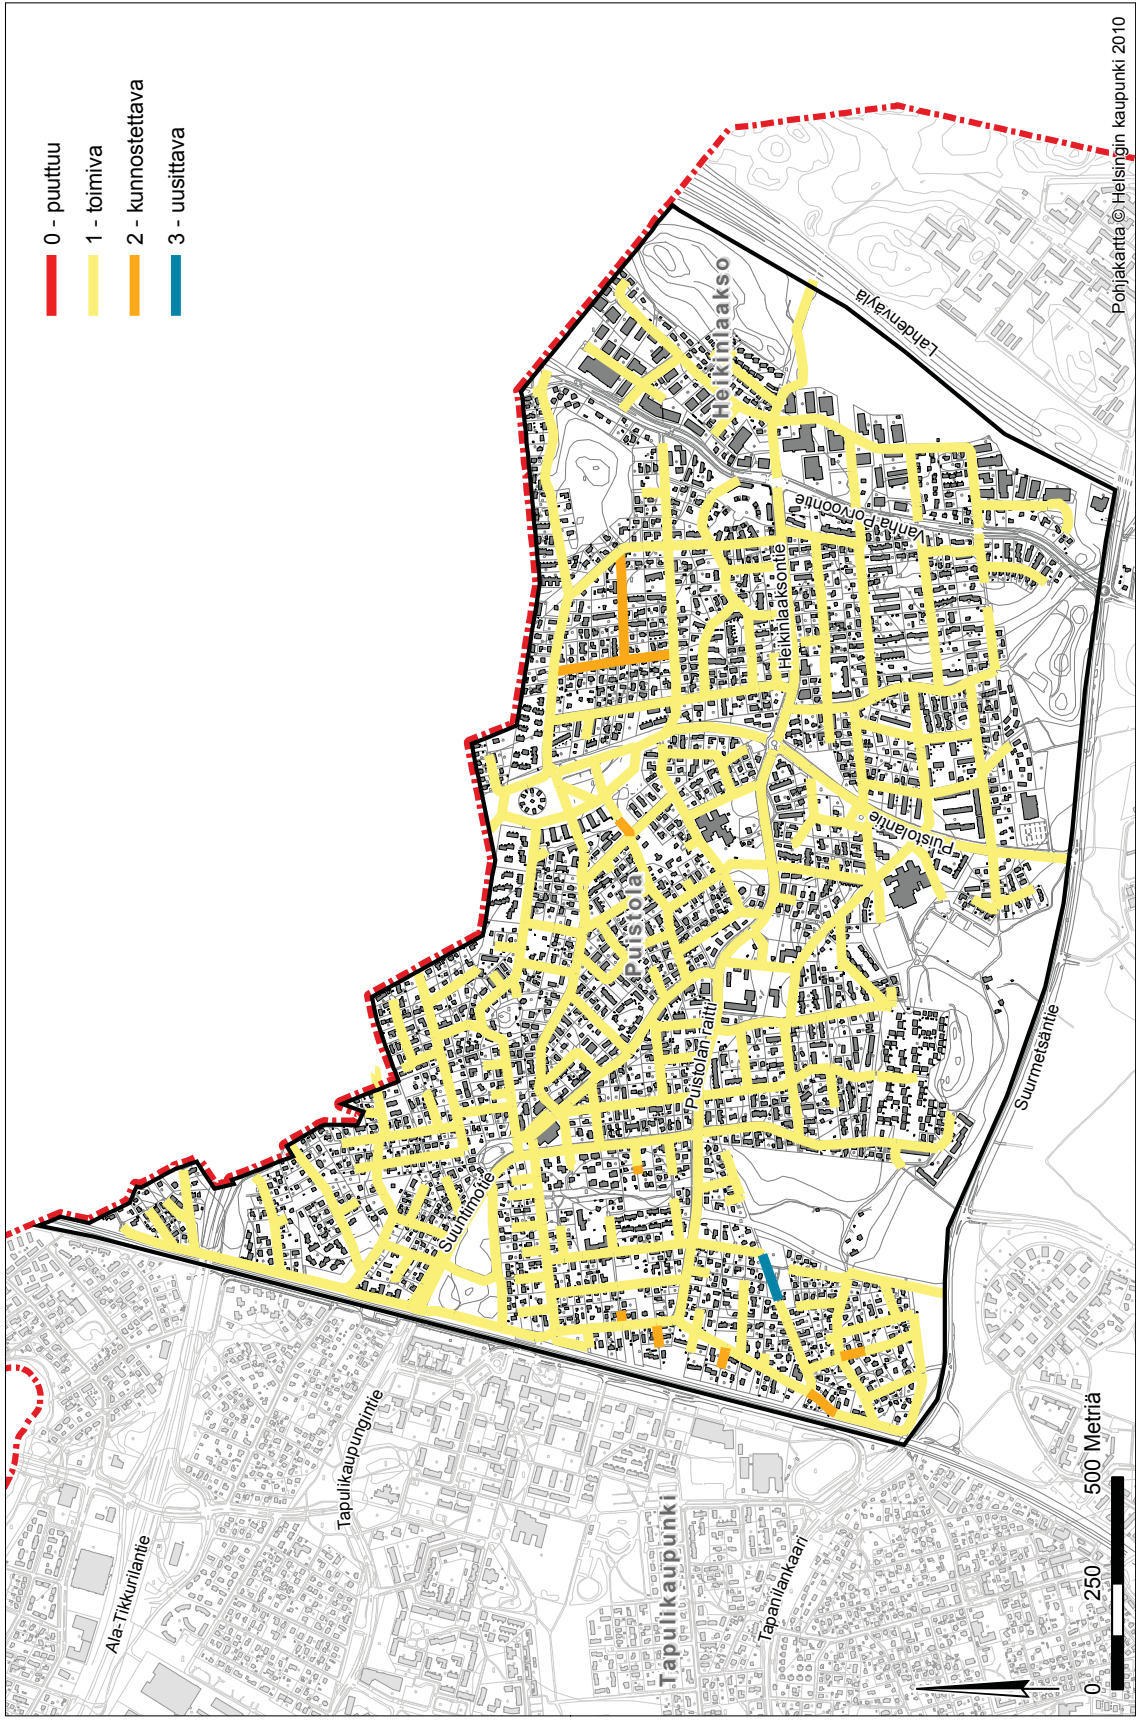 0 - puuttuu
1 - toimiva
2 - kunnostettava
3 - uusittava
Heikinlaakso
Lahdenväylä
Vanha Porvoontie
Heikinlaaksontie
Puistolantie
Puistola
Puistolan raitti
Suuntimotie
Suurmetsäntie
Tapulikaupungintie
Ala-Tikkurilantie
Tapulikaupunki
Tapanilankaari
0 250 500 Metriä
Pohjakartta © Helsingin kaupunki 2010